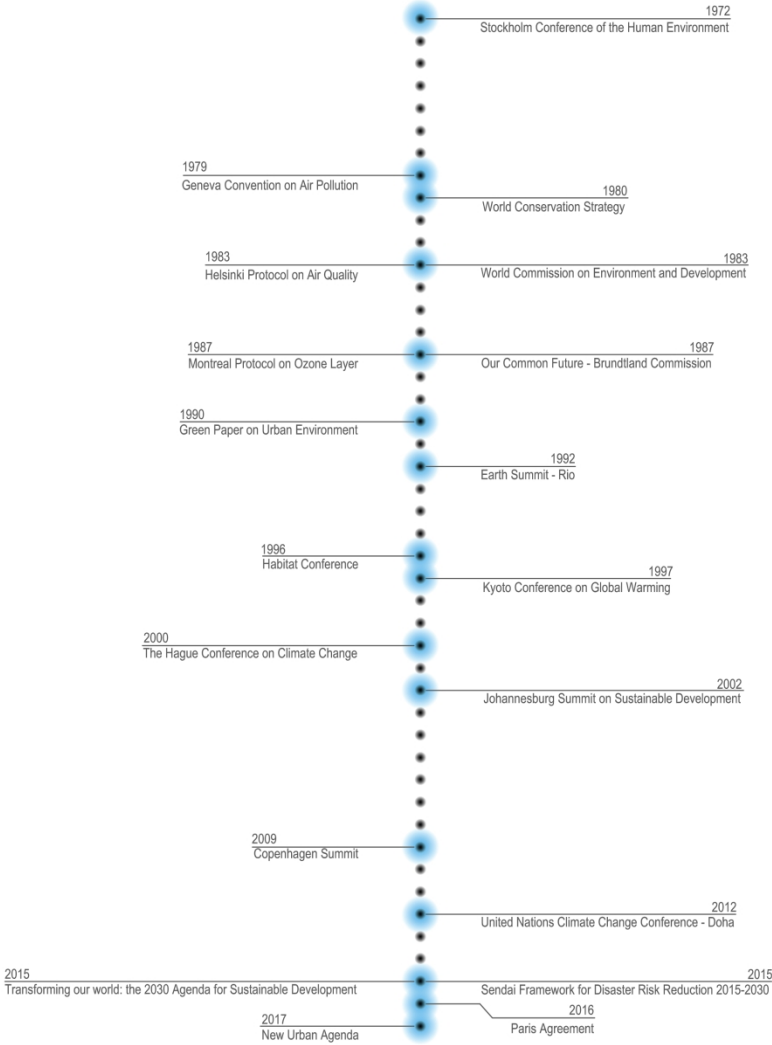 1972
Stockholm Conference of the Human Environment
1979
Geneva Convention on Air Pollution
1980
World Conservation Strategy
1983
Helsinki Protocol on Air Quality
1983
World Commission on Environment and Development
1987
Montreal Protocol on Ozone Layer
1987
Our Common Future - Brundtland Commission
1990
Green Paper on Urban Environment
1992
Earth Summit - Rio
1996
Habitat Conference
1997
Kyoto Conference on Global Warming
2000
The Hague Conference on Climate Change
2002
Johannesburg Summit on Sustainable Development
2009
Copenhagen Summit
2012
United Nations Climate Change Conference - Doha
2015
Transforming our world: the 2030 Agenda for Sustainable Development
2015
Sendai Framework for Disaster Risk Reduction 2015-2030
2016
Paris Agreement
2017
New Urban Agenda